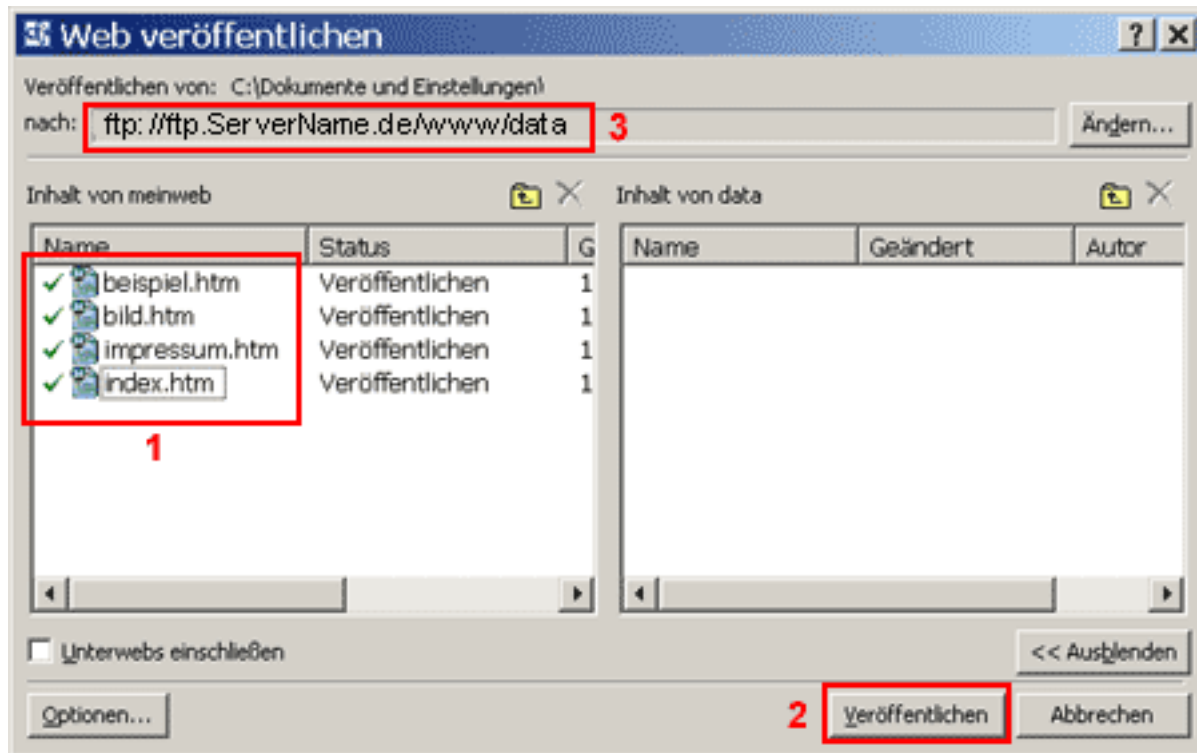 Web veröffentlichen
Veröffentlichen von: C:\Dokumente und Einstellungen\
nach: ftp://ftp.ServerName.de/www/data 3 Ändern...
Inhalt von meinweb Inhalt von data
Name Status G Name Geändert Autor
beispiel.htm Veröffentlichen 1
bild.htm Veröffentlichen 1
impressum.htm Veröffentlichen 1
index.htm Veröffentlichen 1
1
Unterwebs einschließen << Ausblenden
Optionen... 2 Veröffentlichen Abbrechen